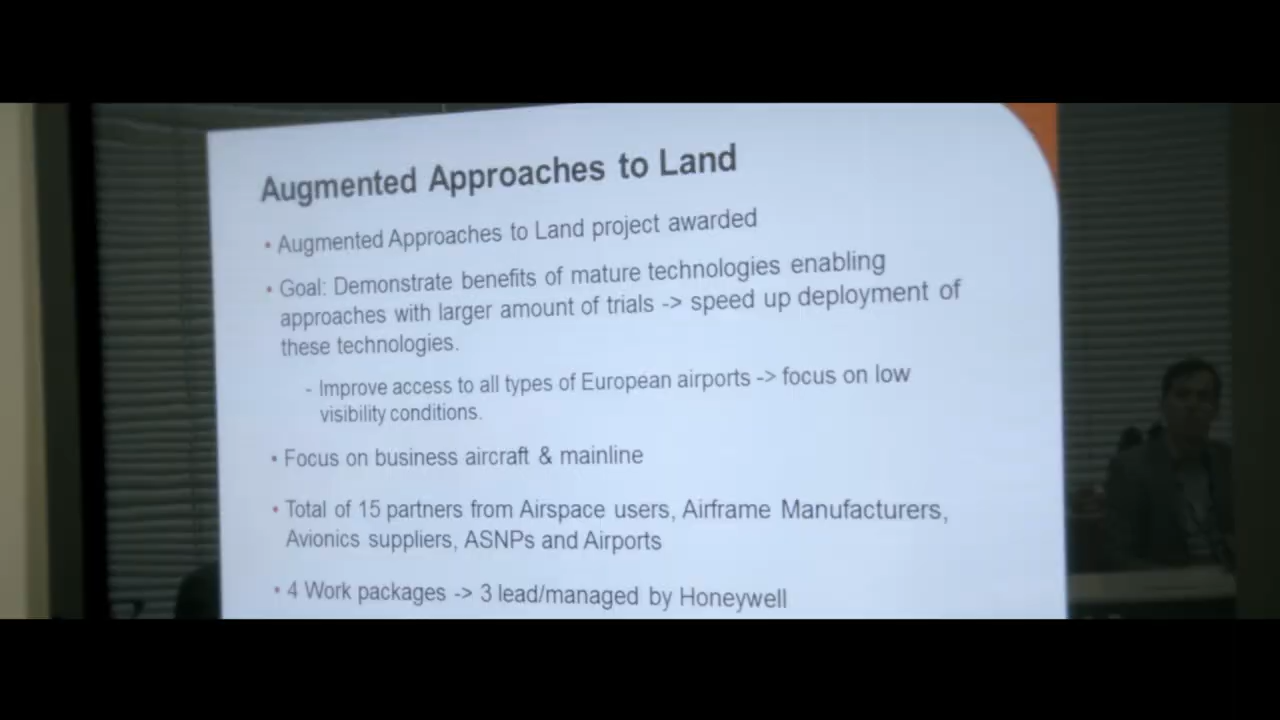 Augmented Approaches to Land
• Augmented Approaches to Land project awarded
• Goal: Demonstrate benefits of mature technologies enabling
approaches with larger amount of trials -> speed up deployment of
these technologies.
- Improve access to all types of European airports -> focus on low
visibility conditions.
• Focus on business aircraft & mainline
• Total of 15 partners from Airspace users, Airframe Manufacturers,
Avionics suppliers, ASNPs and Airports
• 4 Work packages -> 3 lead/managed by Honeywell